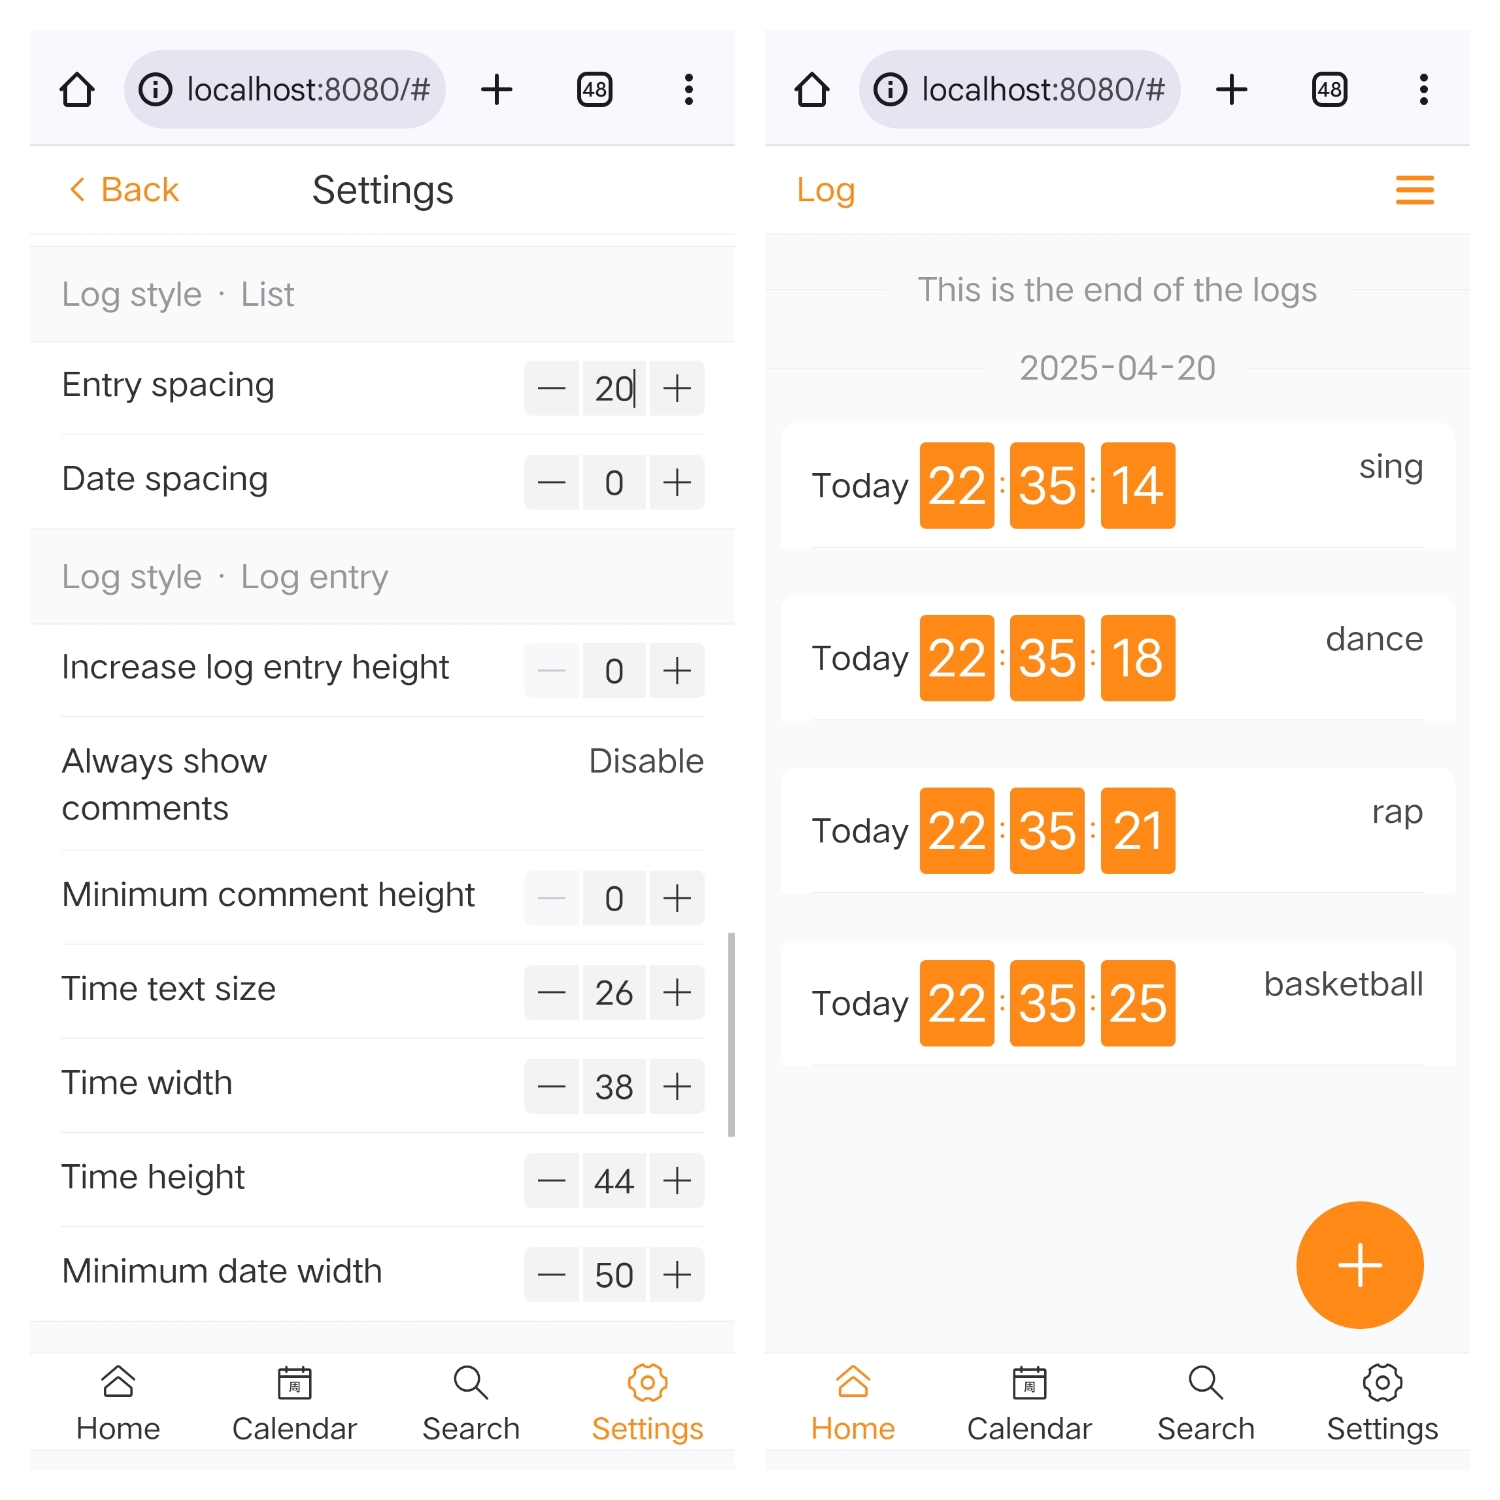 localhost:8080/#
48
Back
Settings
Log style · List
Entry spacing
20
Date spacing
0
Log style · Log entry
Increase log entry height
0
Always show
comments
Disable
Minimum comment height
0
Time text size
26
Time width
38
Time height
44
Minimum date width
50
Home
周
Calendar
Search
Settings
localhost:8080/#
48
Log
This is the end of the logs
2025-04-20
Today 22:35:14
sing
Today 22:35:18
dance
Today 22:35:21
rap
Today 22:35:25
basketball
Home
周
Calendar
Search
Settings